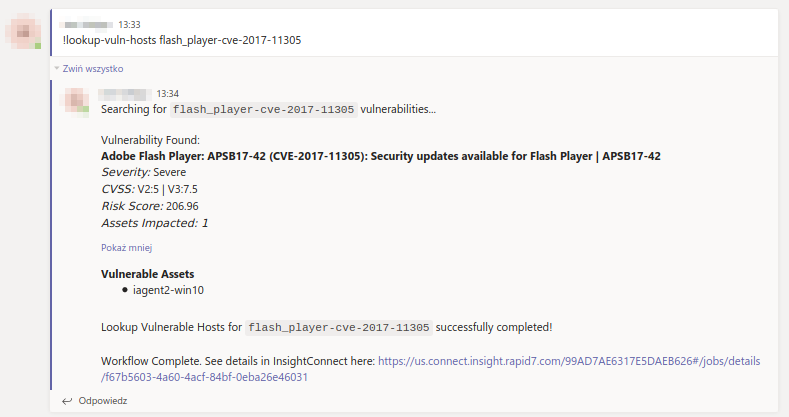 13:33
!lookup-vuln-hosts flash_player-cve-2017-11305
Zwiń wszystko
13:34
Searching for flash_player-cve-2017-11305 vulnerabilities...
Vulnerability Found:
Adobe Flash Player: APSB17-42 (CVE-2017-11305): Security updates available for Flash Player | APSB17-42
Severity: Severe
CVSS: V2:5 | V3:7.5
Risk Score: 206.96
Assets Impacted: 1
Pokaż mniej
Vulnerable Assets
• iagent2-win10
Lookup Vulnerable Hosts for flash_player-cve-2017-11305 successfully completed!
Workflow Complete. See details in InsightConnect here: https://us.connect.insight.rapid7.com/99AD7AE6317E5DAEB626#/jobs/details
/f67b5603-4a60-4acf-84bf-0eba26e46031
Odpowiedz